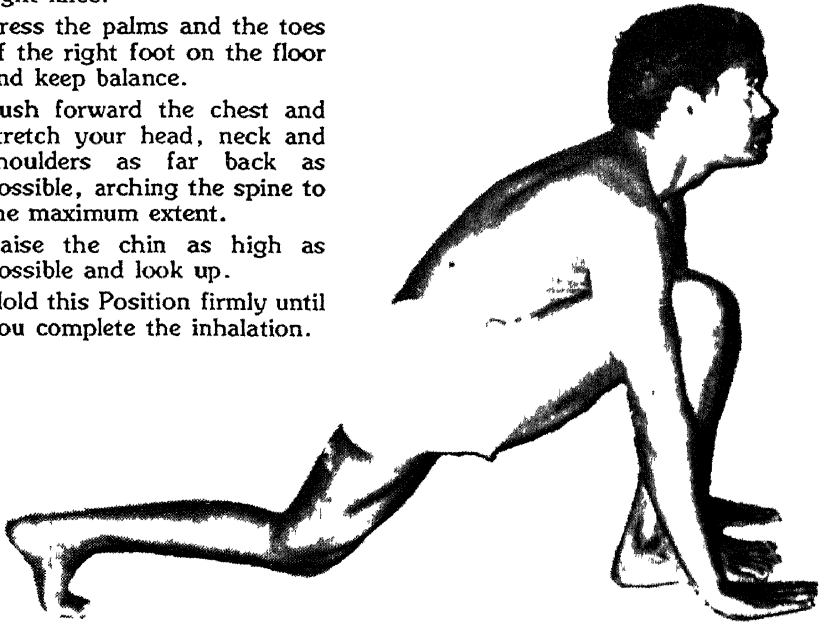 ress the palms and the toes
f the right foot on the floor
nd keep balance.
ush forward the chest and
tretch your head, neck and
houlders as far back as
ossible, arching the spine to
he maximum extent.
aise the chin as high as
ossible and look up.
old this Position firmly until
ou complete the inhalation.